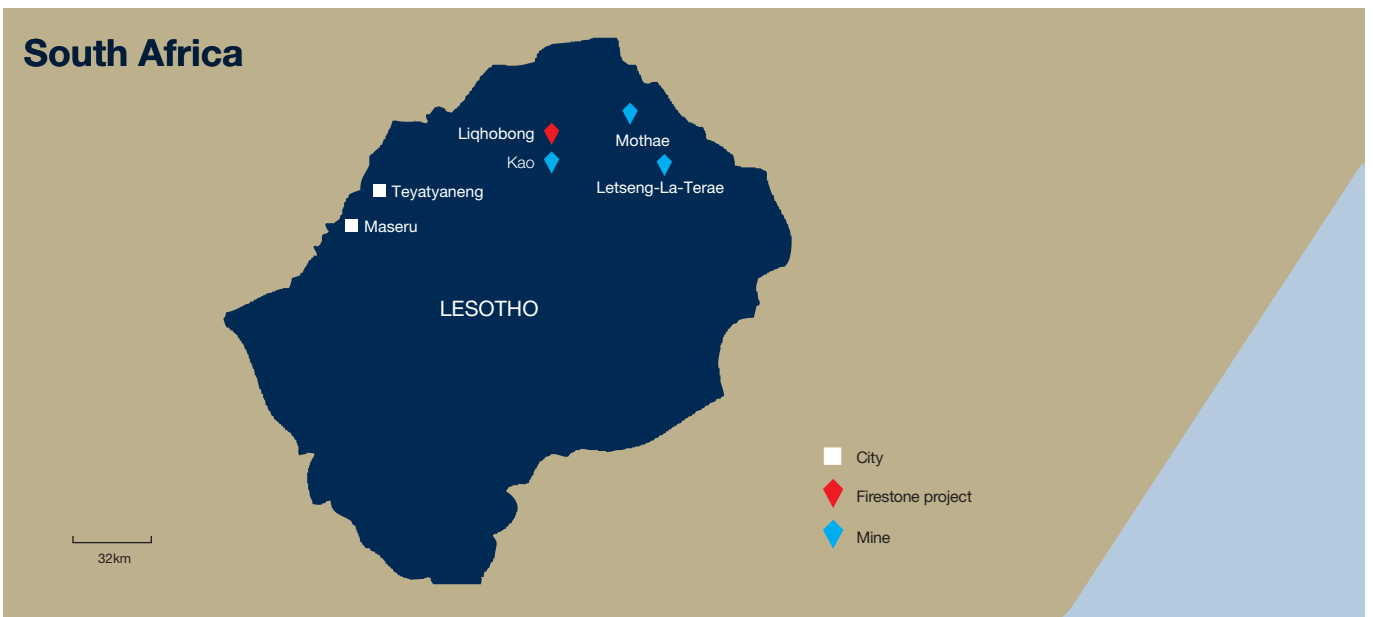 South Africa
Liqhobong
Mothae
Kao
Letseng-La-Terae
Teyatyaneng
Maseru
LESOTHO
City
Firestone project
Mine
32km